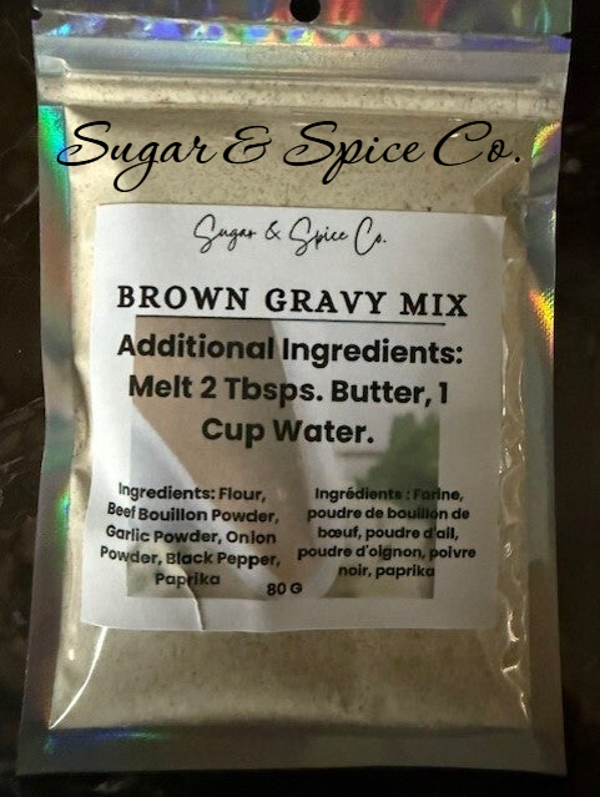 Sugar & Spice Co.
Sugar & Spice Co.
BROWN GRAVY MIX
Additional Ingredients:
Melt 2 Tbsps. Butter, 1
Cup Water.
Ingredients: Flour,
Beef Bouillon Powder,
Garlic Powder, Onion
Powder, Black Pepper,
Paprika
Ingrédients : Farine,
poudre de bouillon de
bœuf, poudre d'ail,
poudre d'oignon, poivre
noir, paprika
80 G